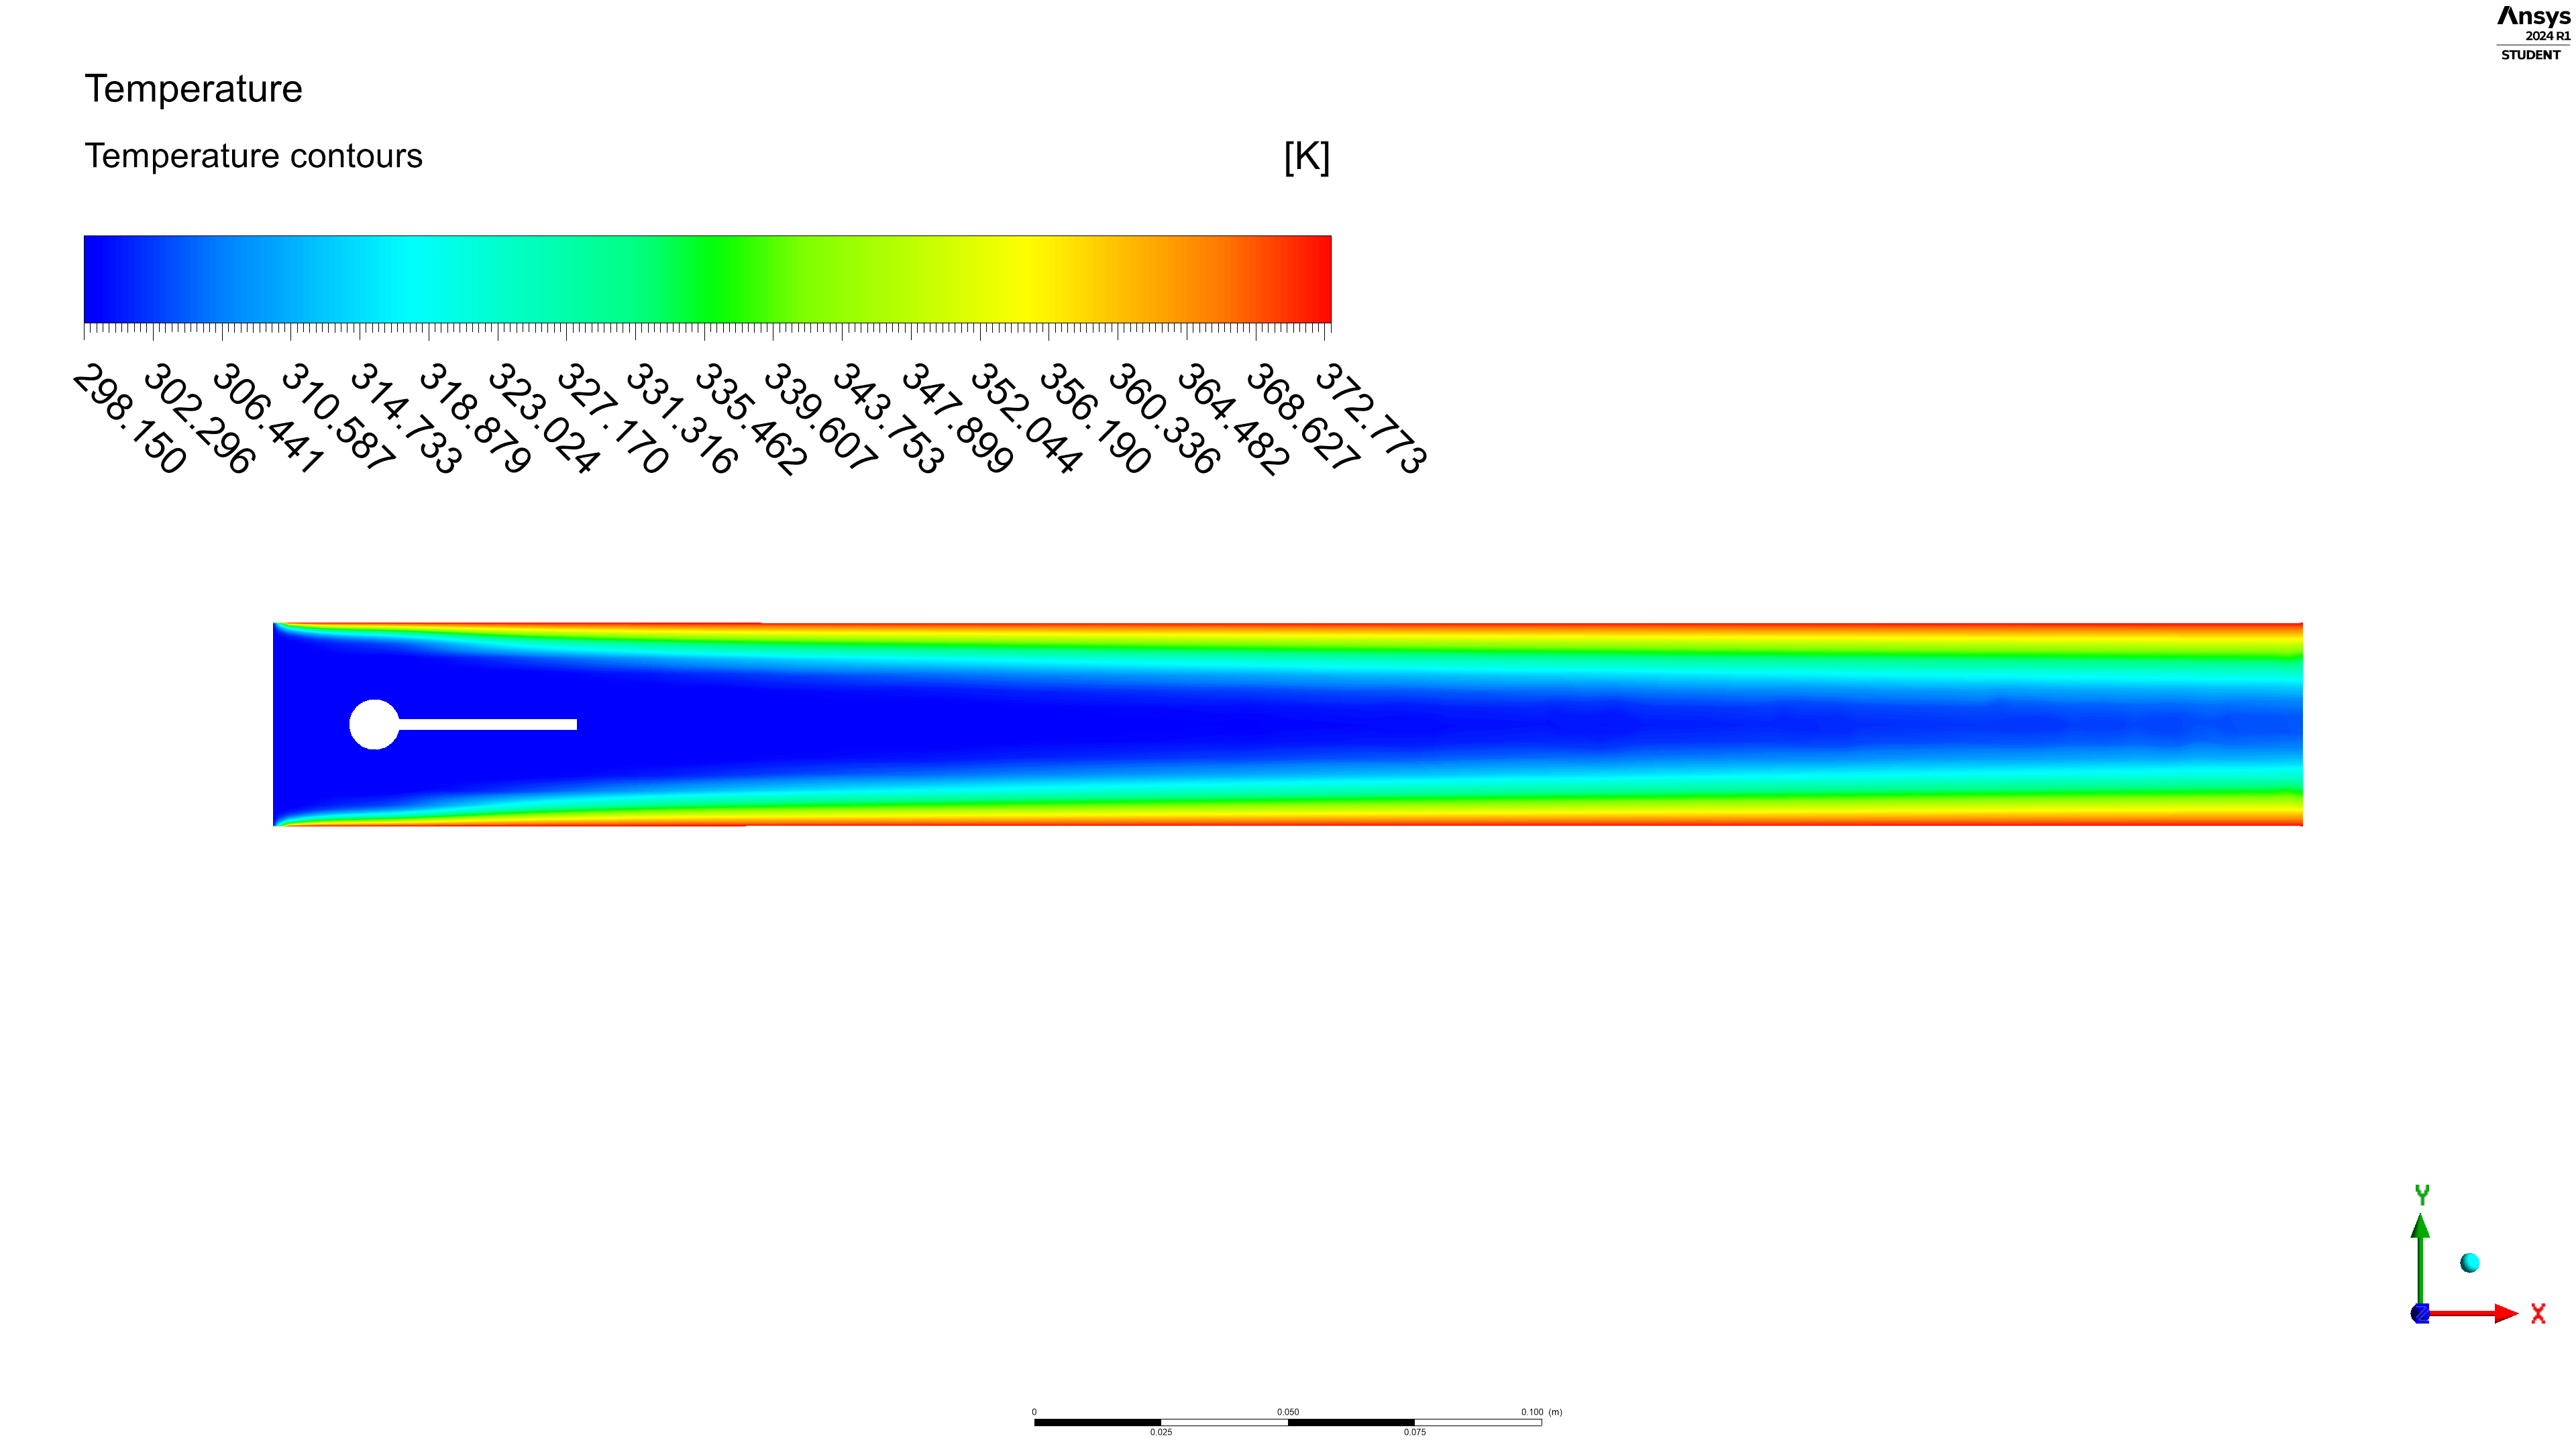 Ansys
2024 R1
STUDENT
Temperature
Temperature contours
[K]
298.150
302.296
306.441
310.587
314.733
318.879
323.024
327.170
331.316
335.462
339.607
343.753
347.899
352.044
356.190
360.336
364.482
368.627
372.773
Y
Z
X
0 0.050 0.100 (m)
0.025 0.075